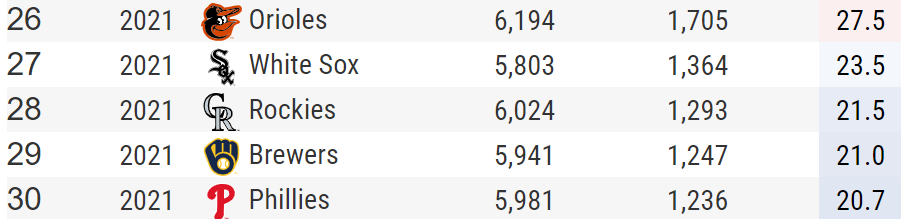 26 2021 Orioles 6,194 1,705 27.5
27 2021 Sox White Sox 5,803 1,364 23.5
28 2021 CR Rockies 6,024 1,293 21.5
29 2021 Brewers 5,941 1,247 21.0
30 2021 P Phillies 5,981 1,236 20.7